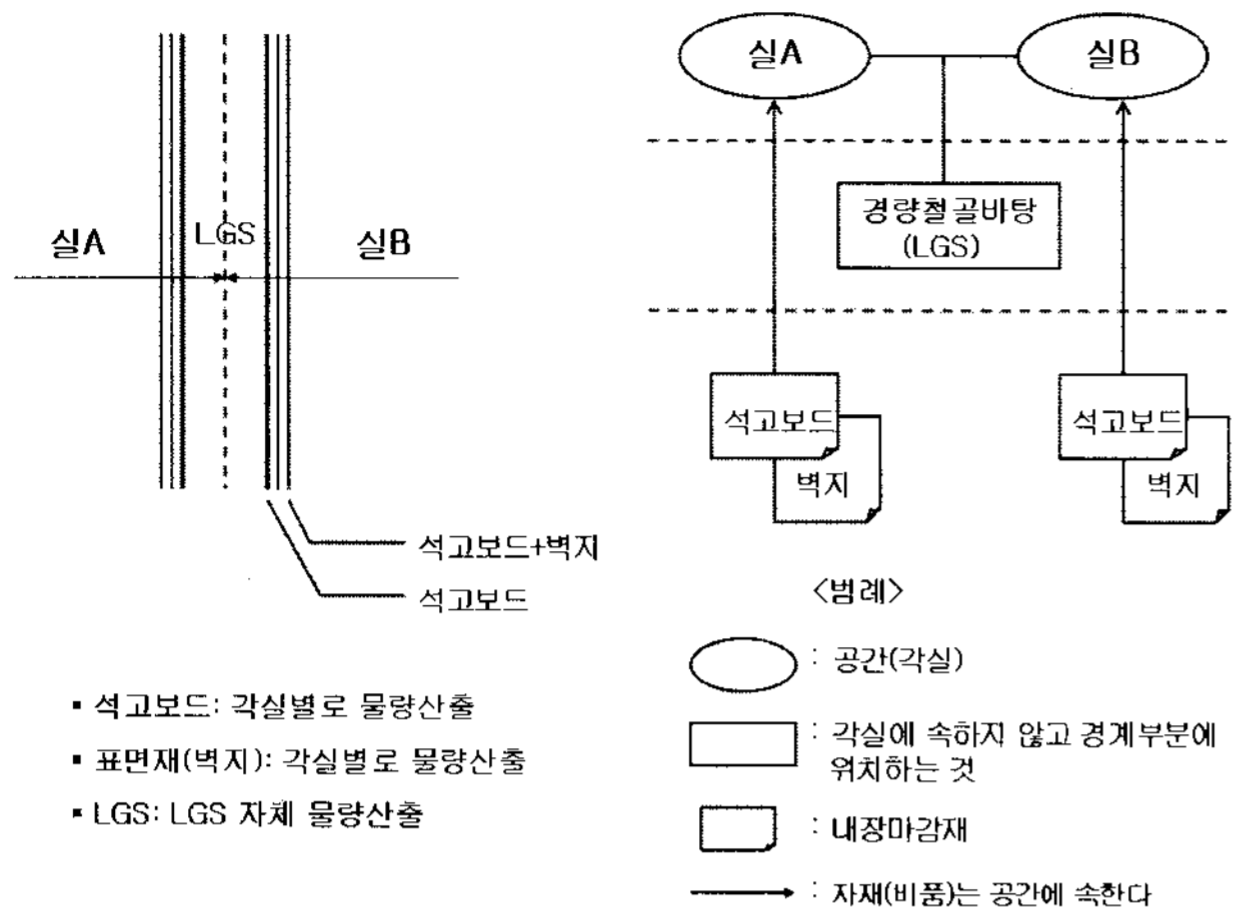 실A
LGS
실B
석고보드+벽지
석고보드
▪ 석고보드: 각실별로 물량산출
▪ 표면재(벽지): 각실별로 물량산출
▪ LGS: LGS 자체 물량산출
실A
실B
경량철골바탕
(LGS)
석고보드
벽지
석고보드
벽지
<범례>
: 공간(각실)
: 각실에 속하지 않고 경계부분에
위치하는 것
: 내장마감재
: 자재(비품)는 공간에 속한다